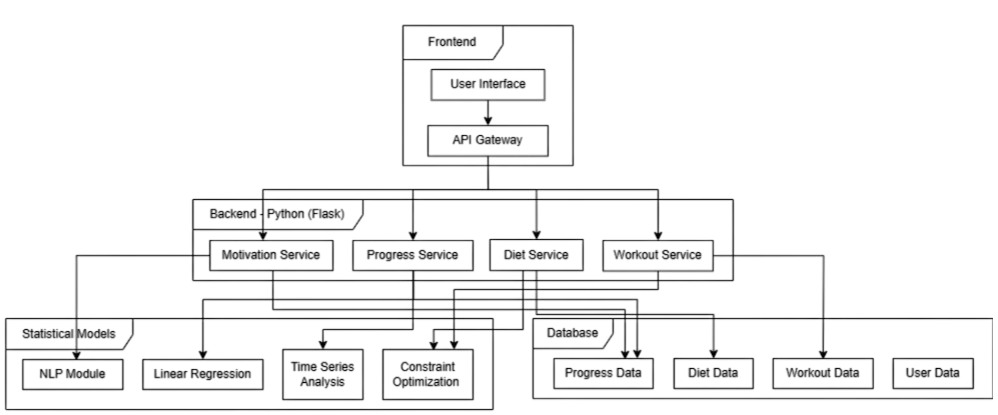 Frontend
User Interface
API Gateway
Backend - Python (Flask)
Motivation Service
Progress Service
Diet Service
Workout Service
Statistical Models
Database
NLP Module
Linear Regression
Time Series
Analysis
Constraint
Optimization
Progress Data
Diet Data
Workout Data
User Data